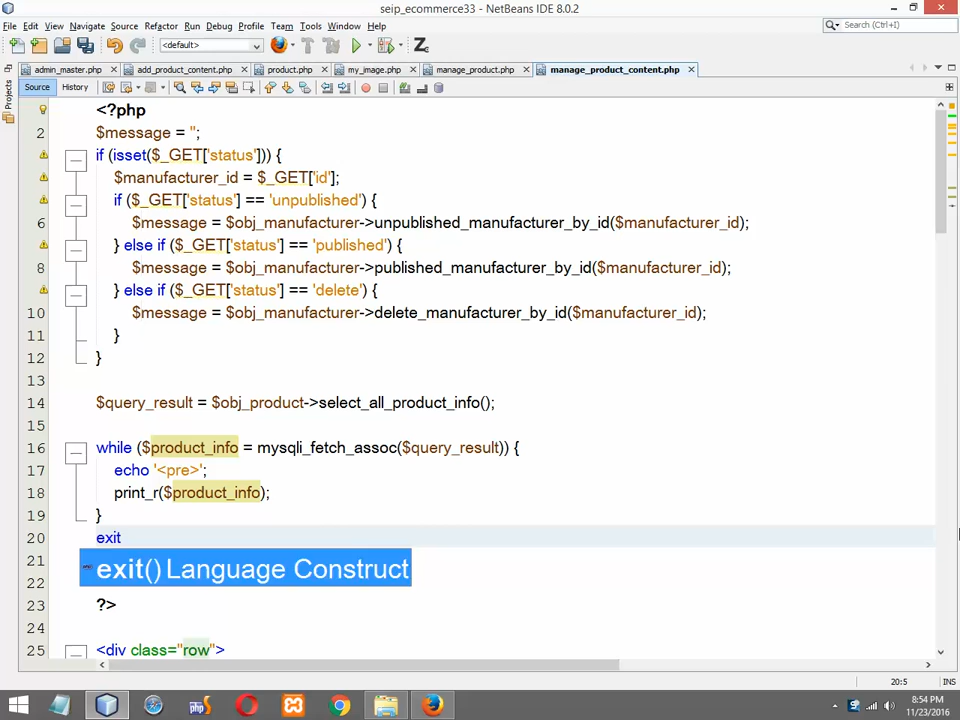 seip_ecommerce33 - NetBeans IDE 8.0.2
File Edit View Navigate Source Refactor Run Debug Profile Team Tools Window Help
Search (Ctrl+I)
<default>
admin_master.php add_product_content.php product.php my_image.php manage_product.php manage_product_content.php
Projects
Source History
<?php
2 $message = '';
if (isset($_GET['status'])) {
$manufacturer_id = $_GET['id'];
if ($_GET['status'] == 'unpublished') {
6 $message = $obj_manufacturer->unpublished_manufacturer_by_id($manufacturer_id);
} else if ($_GET['status'] == 'published') {
8 $message = $obj_manufacturer->published_manufacturer_by_id($manufacturer_id);
} else if ($_GET['status'] == 'delete') {
10 $message = $obj_manufacturer->delete_manufacturer_by_id($manufacturer_id);
11 }
12 }
13
14 $query_result = $obj_product->select_all_product_info();
15
16 while ($product_info = mysqli_fetch_assoc($query_result)) {
17 echo '<pre>';
18 print_r($product_info);
19 }
20 exit
21 exit() Language Construct
22
23 ?>
24
25 <div class="row">
20:5 INS
php
8:54 PM
11/23/2016